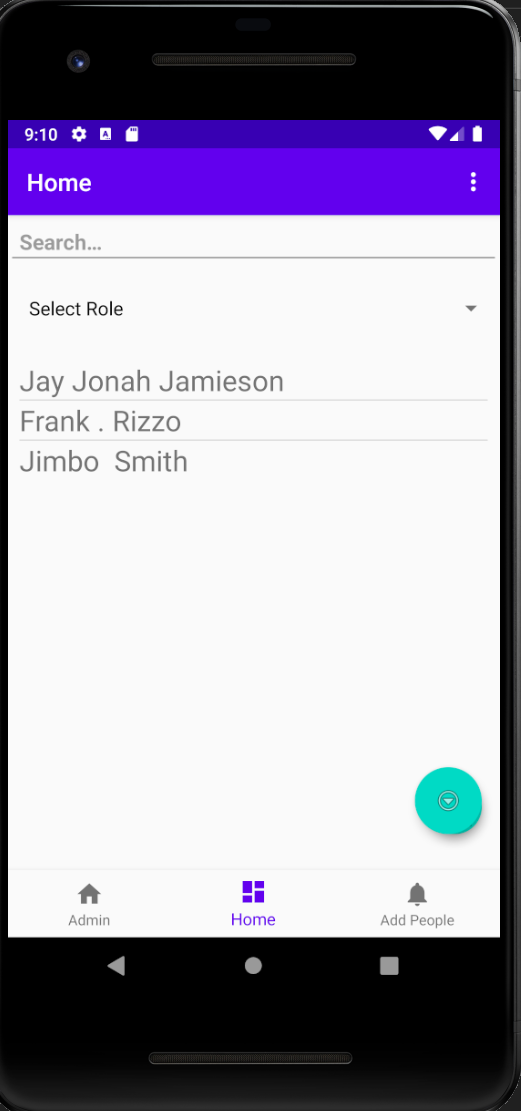 9:10
Home
Search…
Select Role
Jay Jonah Jamieson
Frank . Rizzo
Jimbo  Smith
Admin
Home
Add People